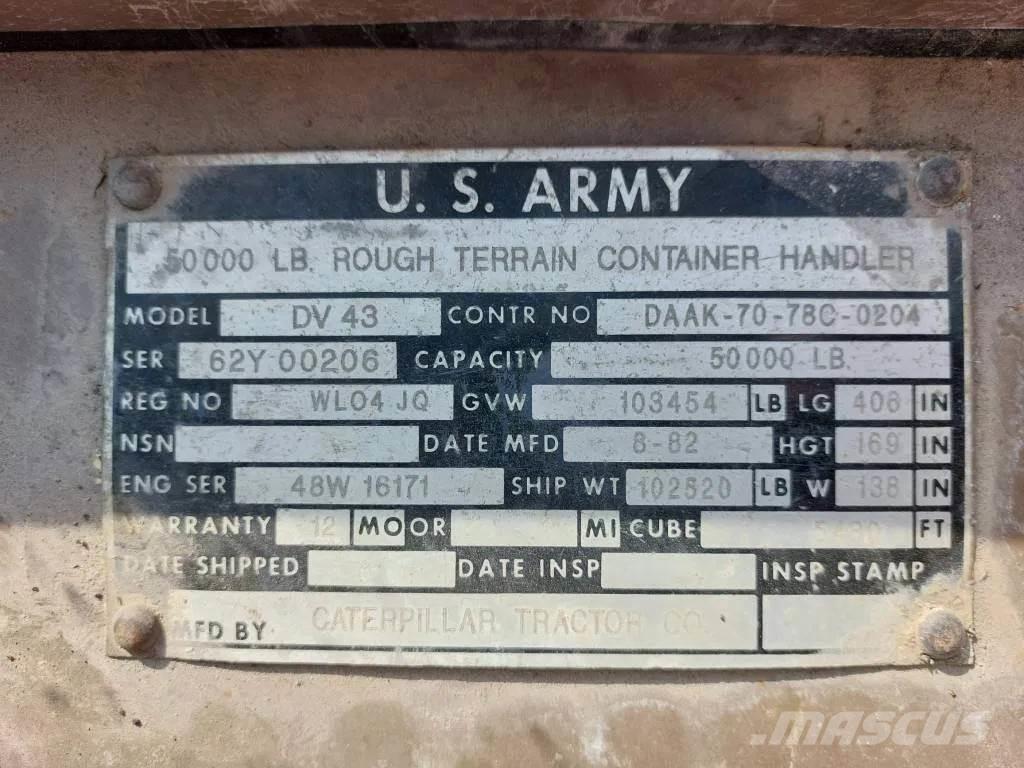 U. S. ARMY
50000 LB. ROUGH TERRAIN CONTAINER HANDLER
MODEL DV 43 CONTR NO DAAK-70-78C-0204
SER 62Y 00206 CAPACITY 50000 LB.
REG NO WL04 JQ GVW 103454 LB LG 408 IN
NSN DATE MFD 8-82 HGT 169 IN
ENG SER 48W 16171 SHIP WT 102520 LB W 138 IN
WARRANTY 12 MO OR MI CUBE FT
DATE SHIPPED DATE INSP INSP STAMP
MFD BY CATERPILLAR TRACTOR CO.
mascus